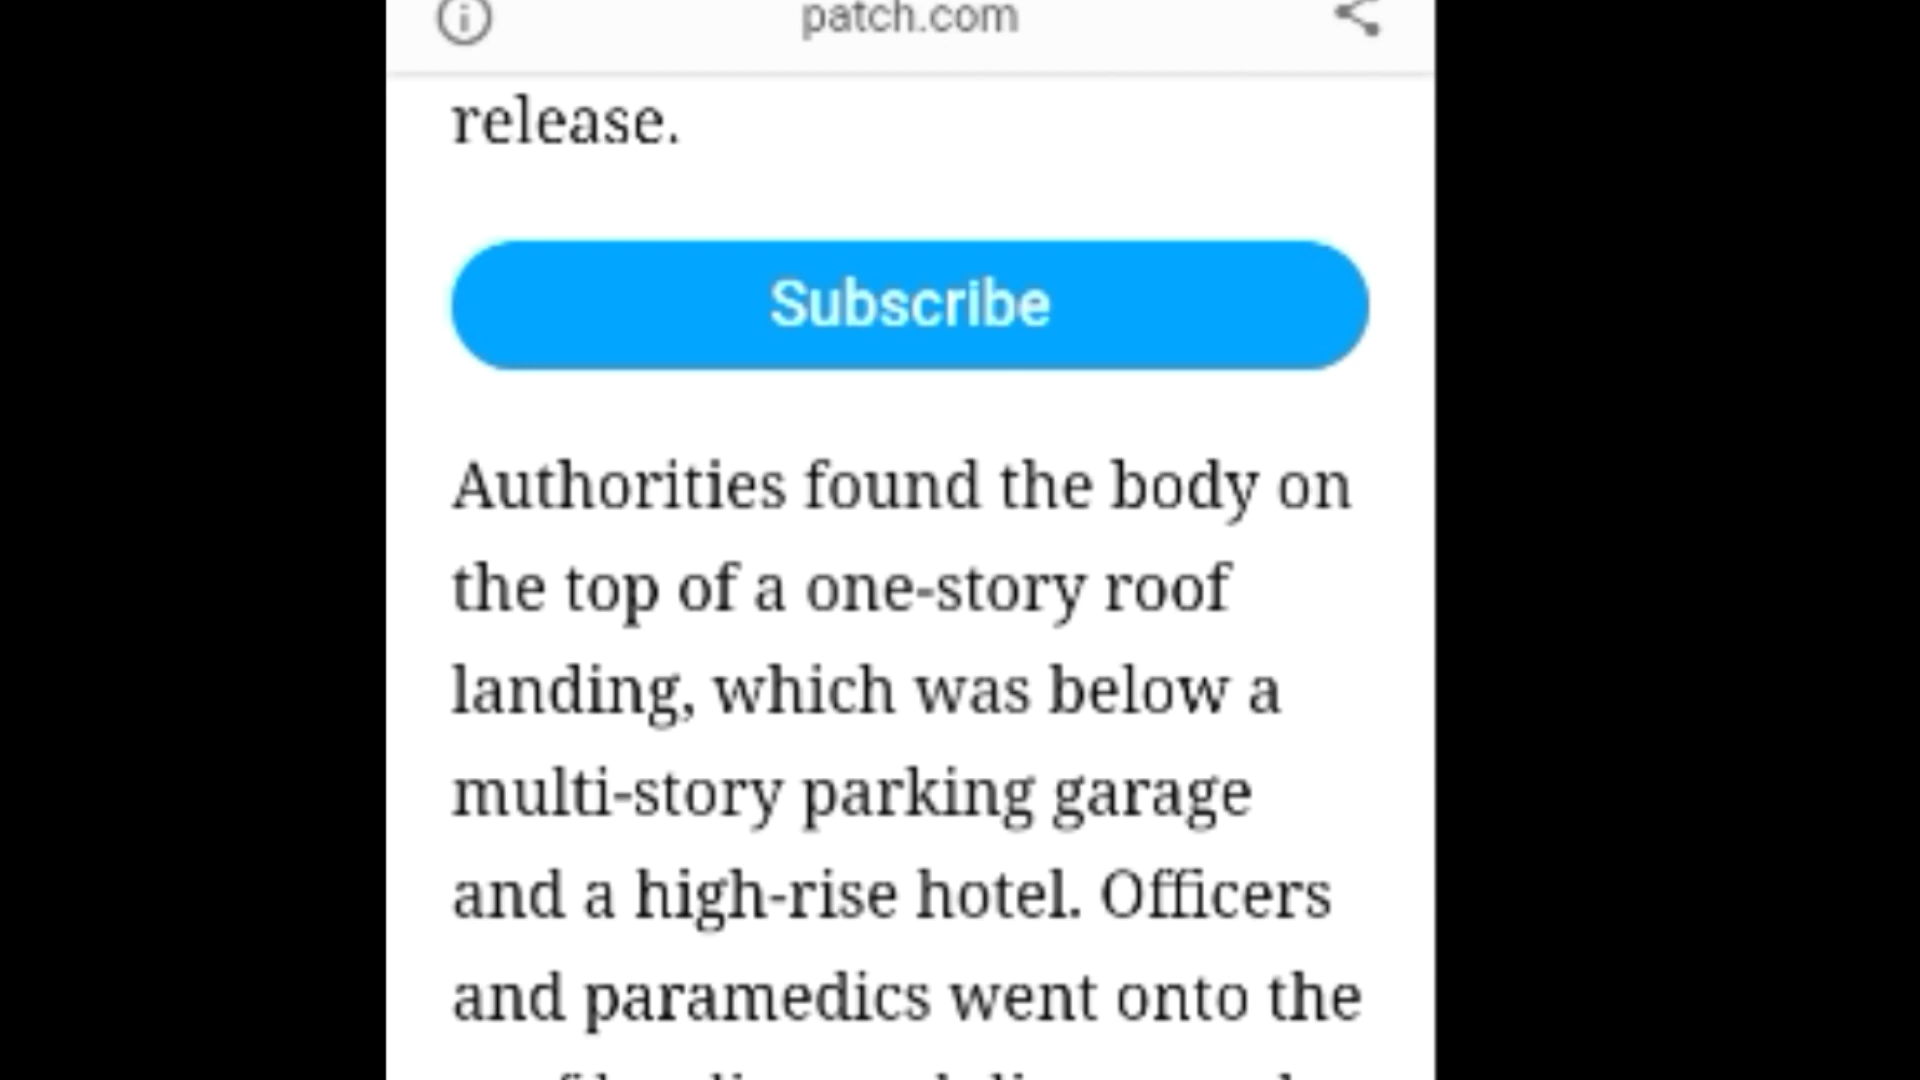 patch.com
release.
Subscribe
Authorities found the body on
the top of a one-story roof
landing, which was below a
multi-story parking garage
and a high-rise hotel. Officers
and paramedics went onto the